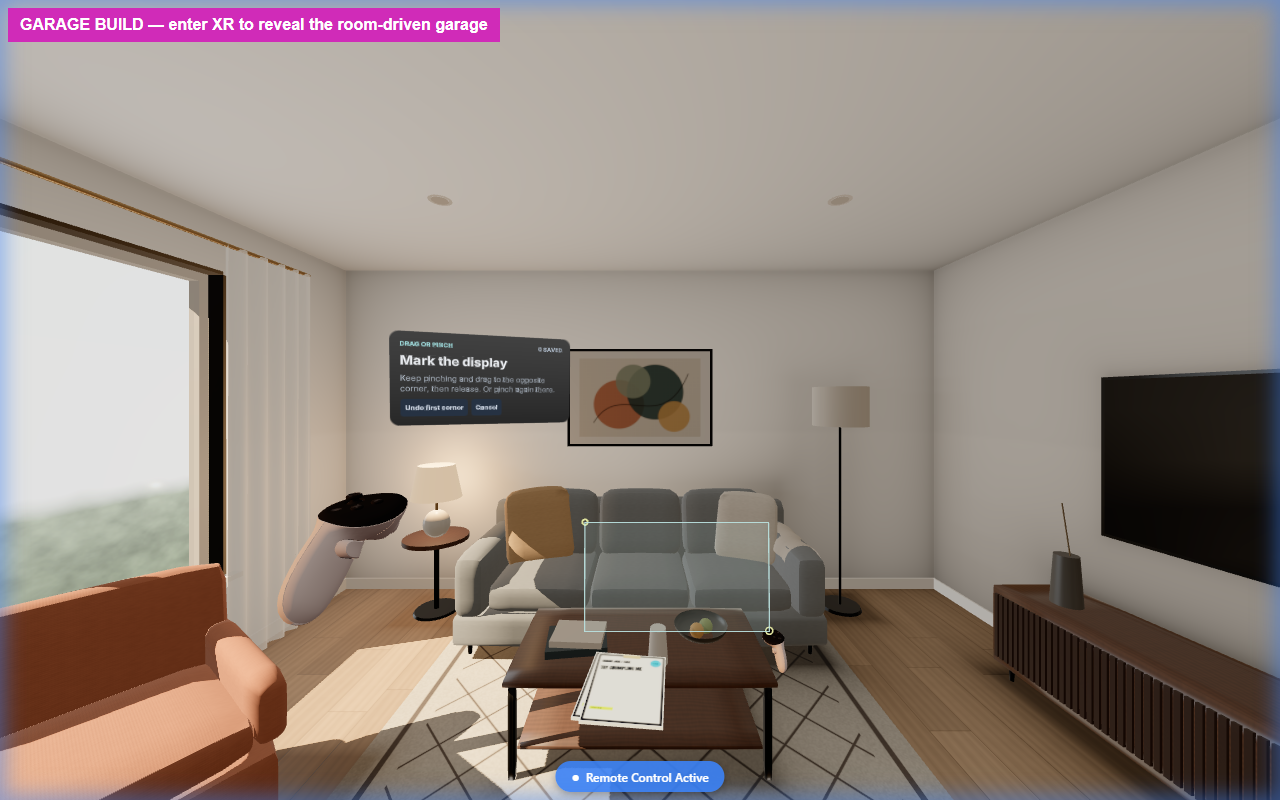 GARAGE BUILD — enter XR to reveal the room-driven garage
DRAG OR PINCH
0 SAVED
Mark the display
Keep pinching and drag to the opposite
corner, then release. Or pinch again there.
Undo first corner
Cancel
Remote Control Active